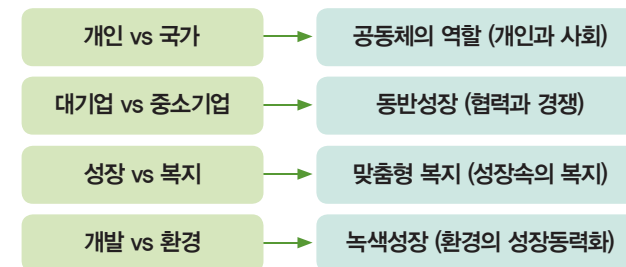 개인 vs 국가
공동체의 역할 (개인과 사회)
대기업 vs 중소기업
동반성장 (협력과 경쟁)
성장 vs 복지
맞춤형 복지 (성장속의 복지)
개발 vs 환경
녹색성장 (환경의 성장동력화)